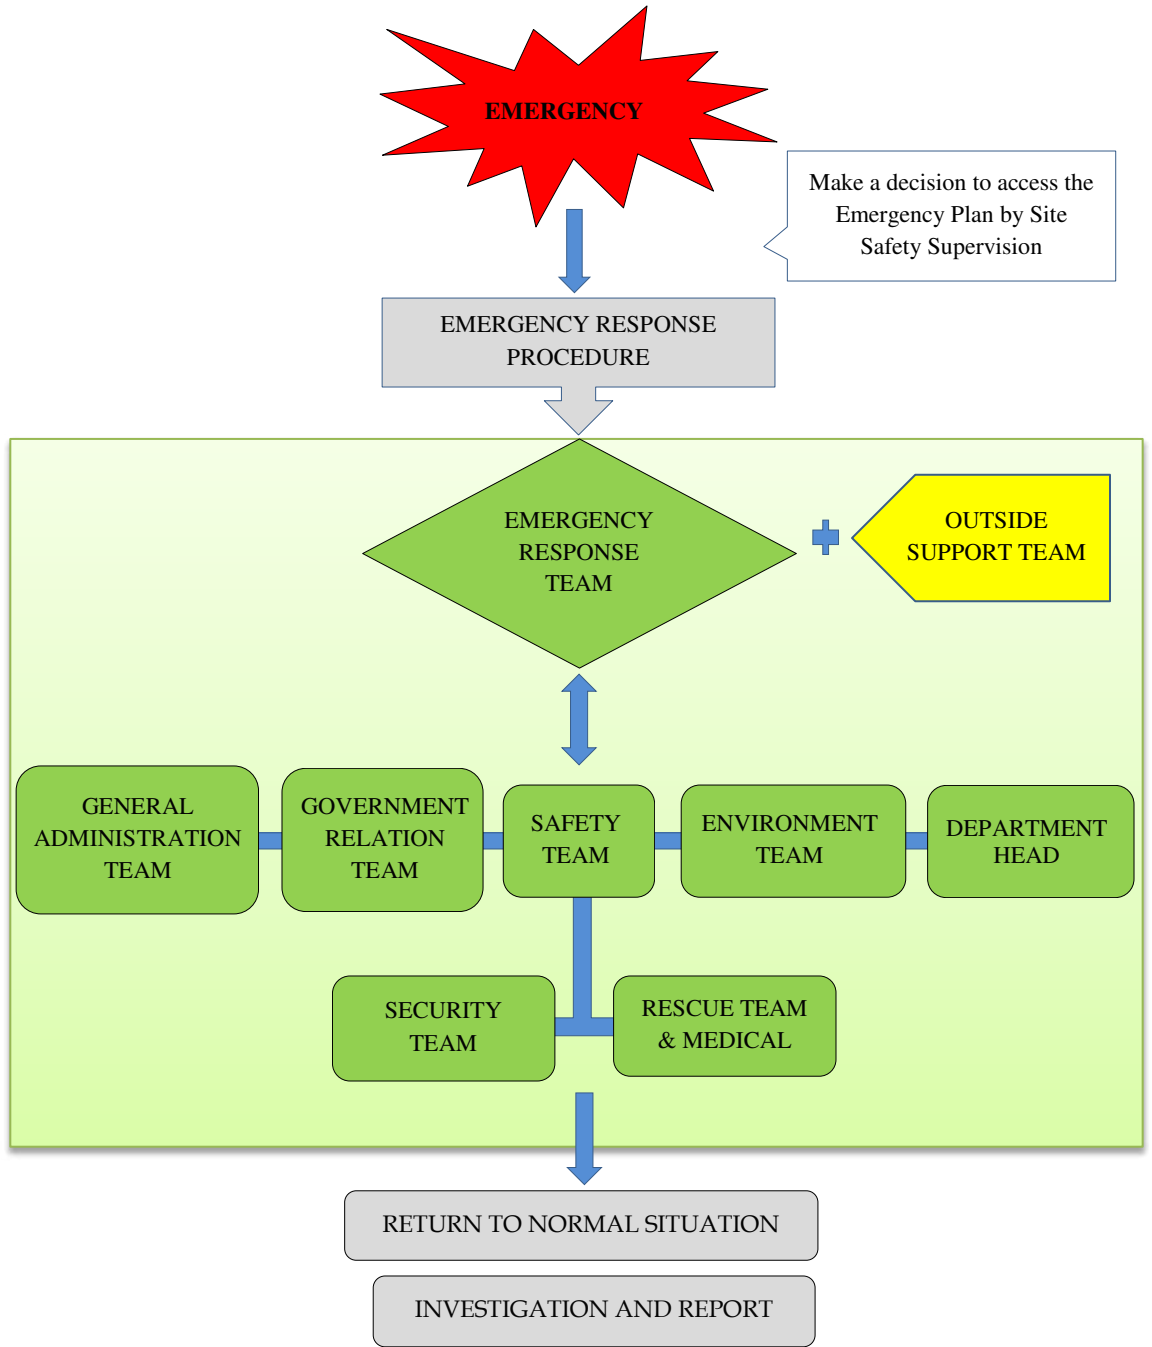 EMERGENCY
Make a decision to access the
Emergency Plan by Site
Safety Supervision
EMERGENCY RESPONSE
PROCEDURE
EMERGENCY
RESPONSE
TEAM
OUTSIDE
SUPPORT TEAM
GENERAL
ADMINISTRATION
TEAM
GOVERNMENT
RELATION
TEAM
SAFETY
TEAM
ENVIRONMENT
TEAM
DEPARTMENT
HEAD
SECURITY
TEAM
RESCUE TEAM
& MEDICAL
RETURN TO NORMAL SITUATION
INVESTIGATION AND REPORT